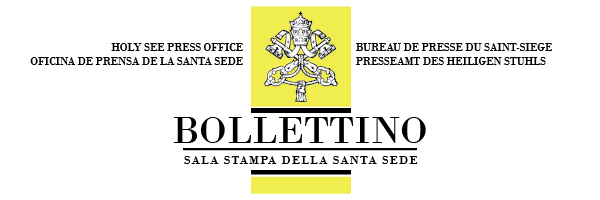 HOLY SEE PRESS OFFICE
OFICINA DE PRENSA DE LA SANTA SEDE
BUREAU DE PRESSE DU SAINT-SIEGE
PRESSEAMT DES HEILIGEN STUHLS
BOLLETTINO
SALA STAMPA DELLA SANTA SEDE